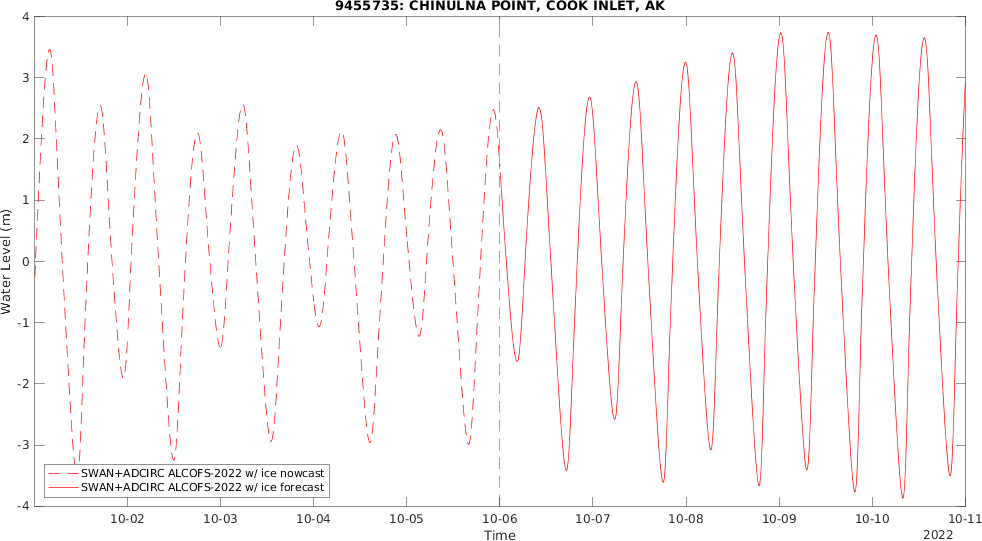 9455735: CHINULNA POINT, COOK INLET, AK
4
3
2
1
0
-1
-2
-3
-4
Water Level (m)
SWAN+ADCIRC ALCOFS-2022 w/ ice nowcast
SWAN+ADCIRC ALCOFS-2022 w/ ice forecast
10-02 10-03 10-04 10-05 10-06 10-07 10-08 10-09 10-10 10-11
Time
2022